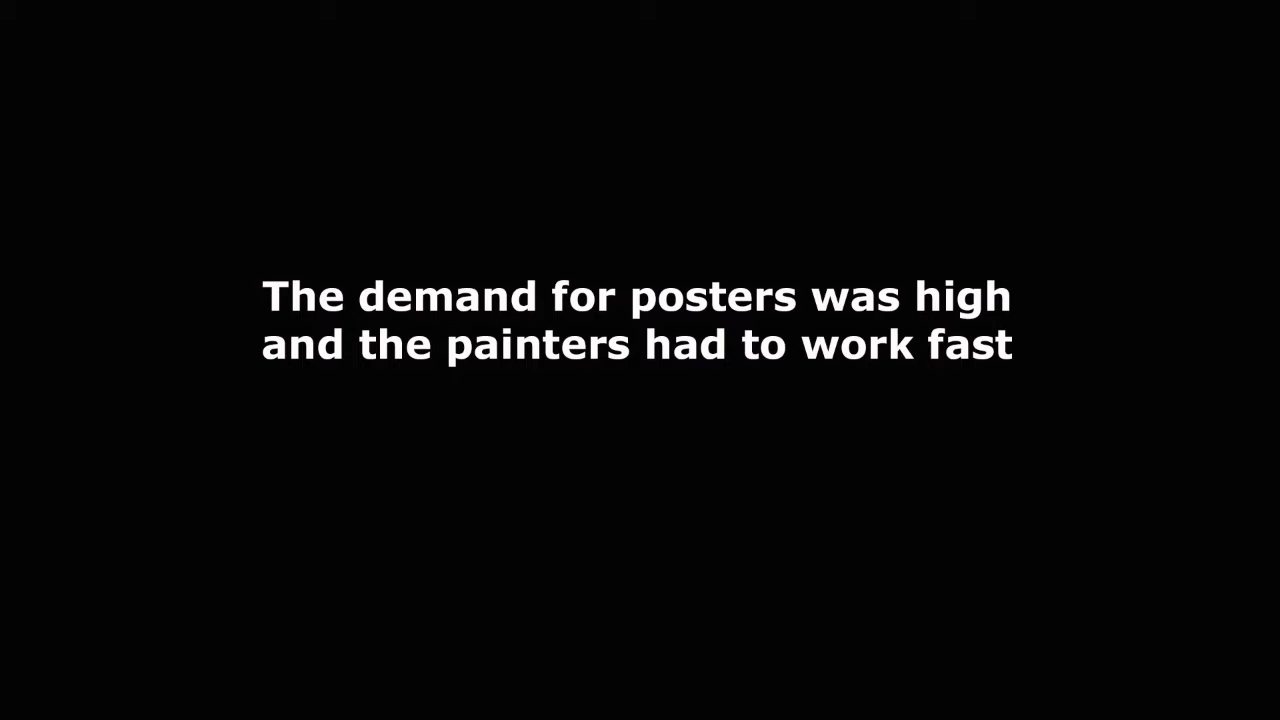 The demand for posters was high
and the painters had to work fast